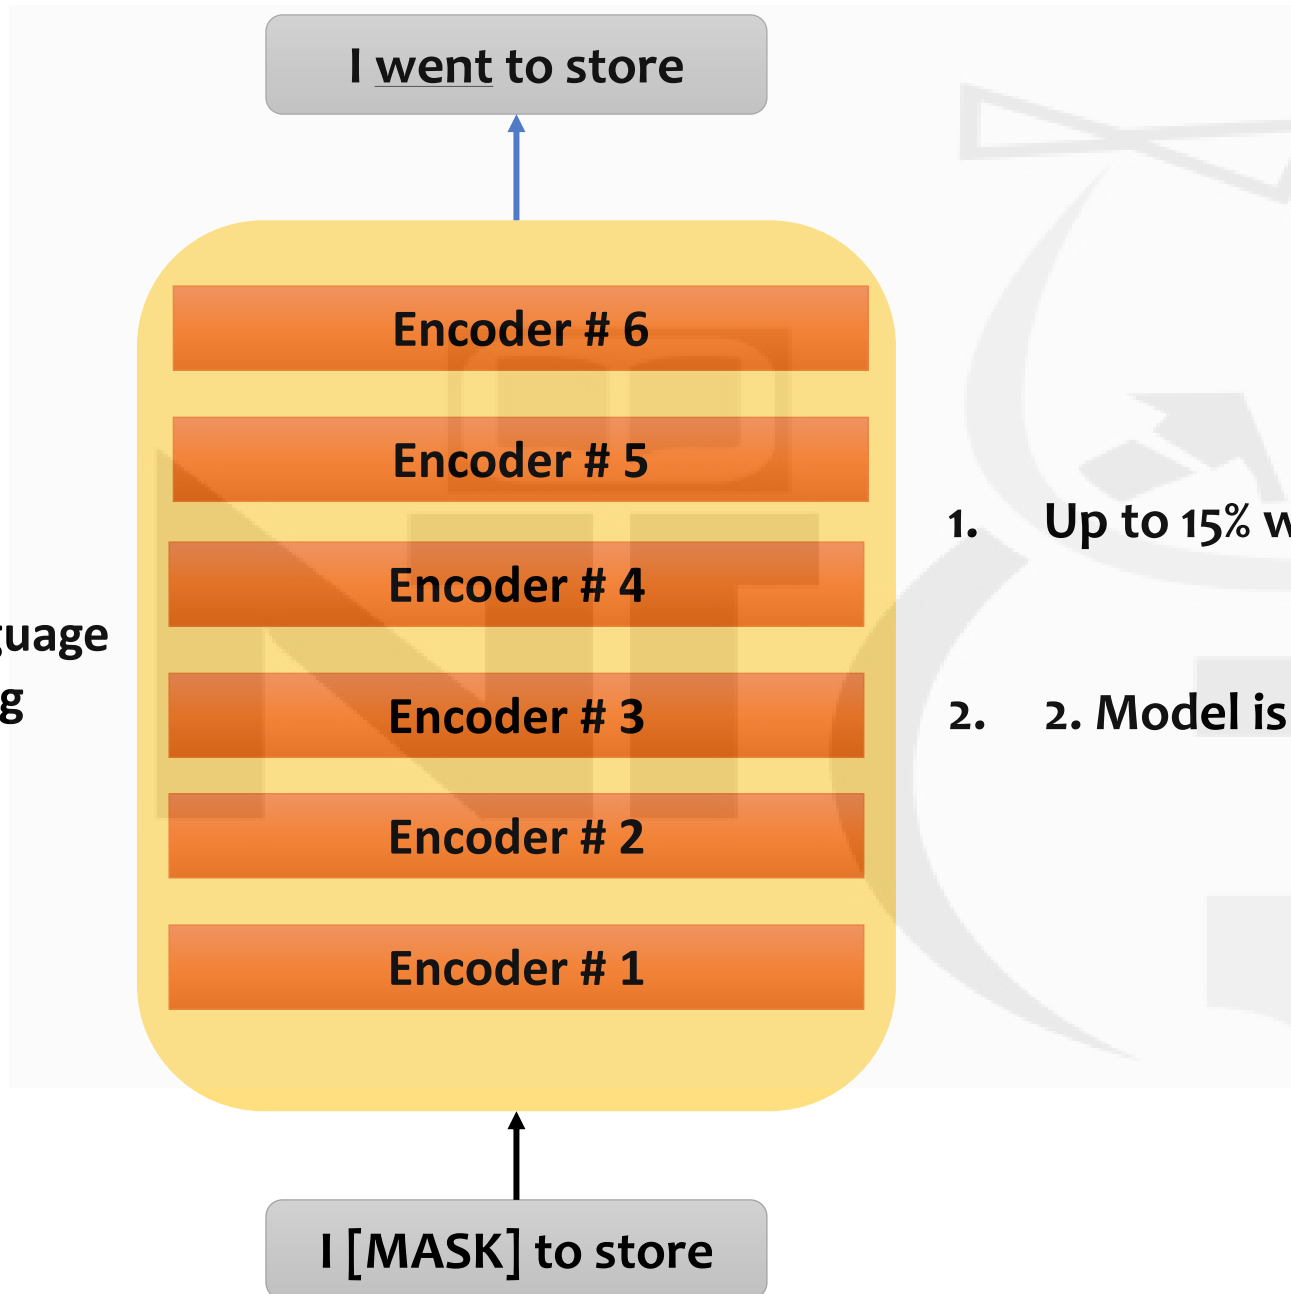 I went to store
Encoder # 6
Encoder # 5
Encoder # 4
Encoder # 3
Encoder # 2
Encoder # 1
I [MASK] to store
guage
g
1. Up to 15% w
2. 2. Model is